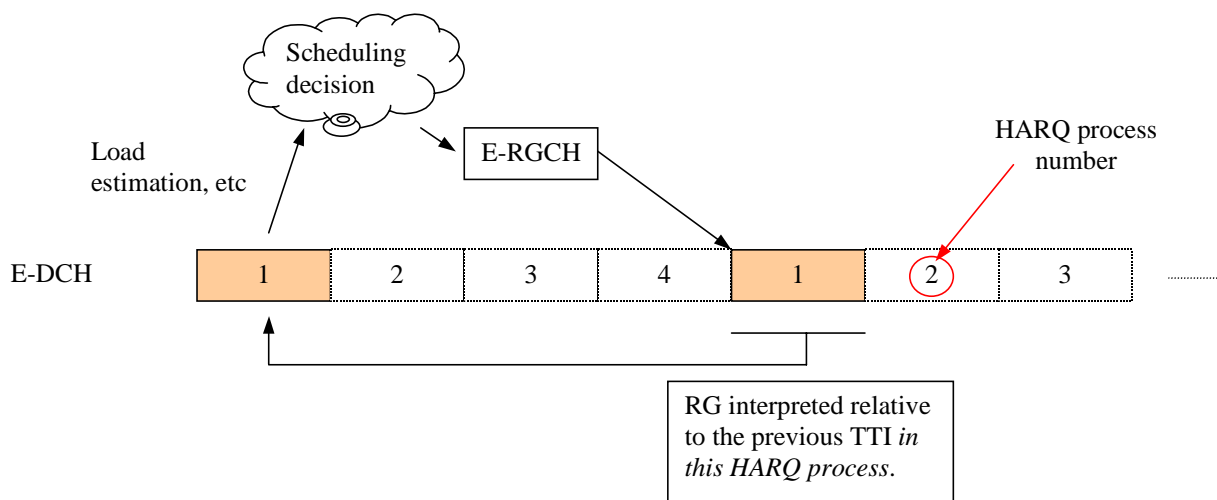 Scheduling
decision
Load
estimation, etc
E-RGCH
HARQ process
number
E-DCH
1
2
3
4
1
2
3
RG interpreted relative
to the previous TTI in
this HARQ process.